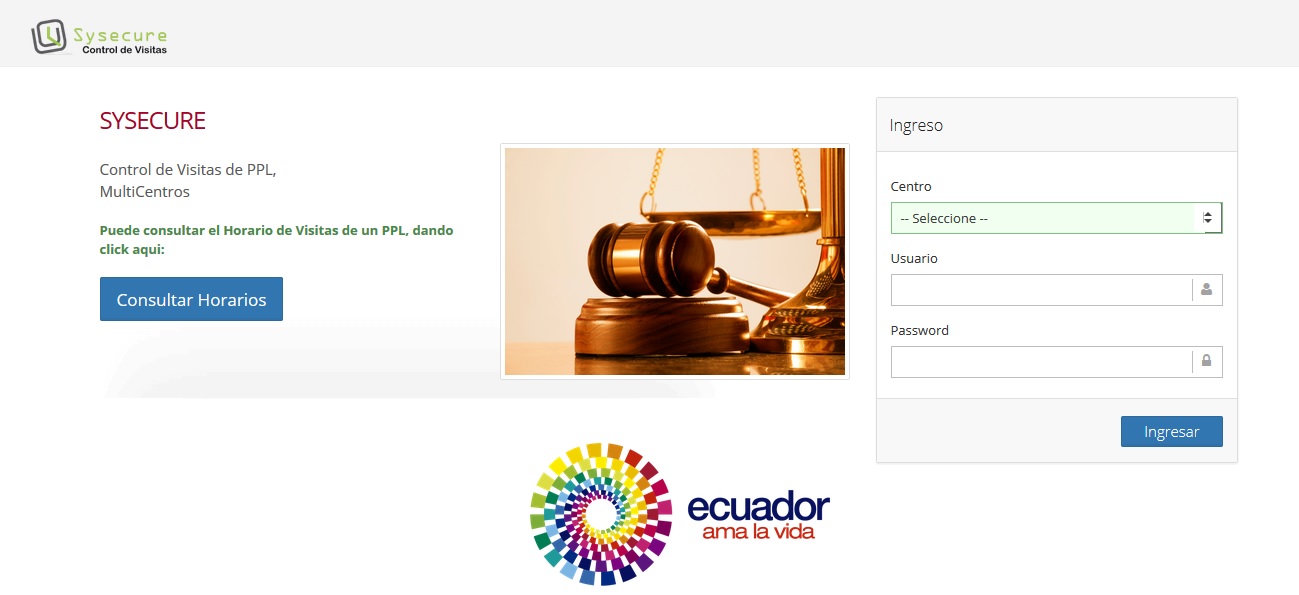 Sysecure
Control de Visitas
SYSECURE
Control de Visitas de PPL,
MultiCentros
Puede consultar el Horario de Visitas de un PPL, dando
click aqui:
Consultar Horarios
Ingreso
Centro
-- Seleccione --
Usuario
Password
Ingresar
ecuador
ama la vida